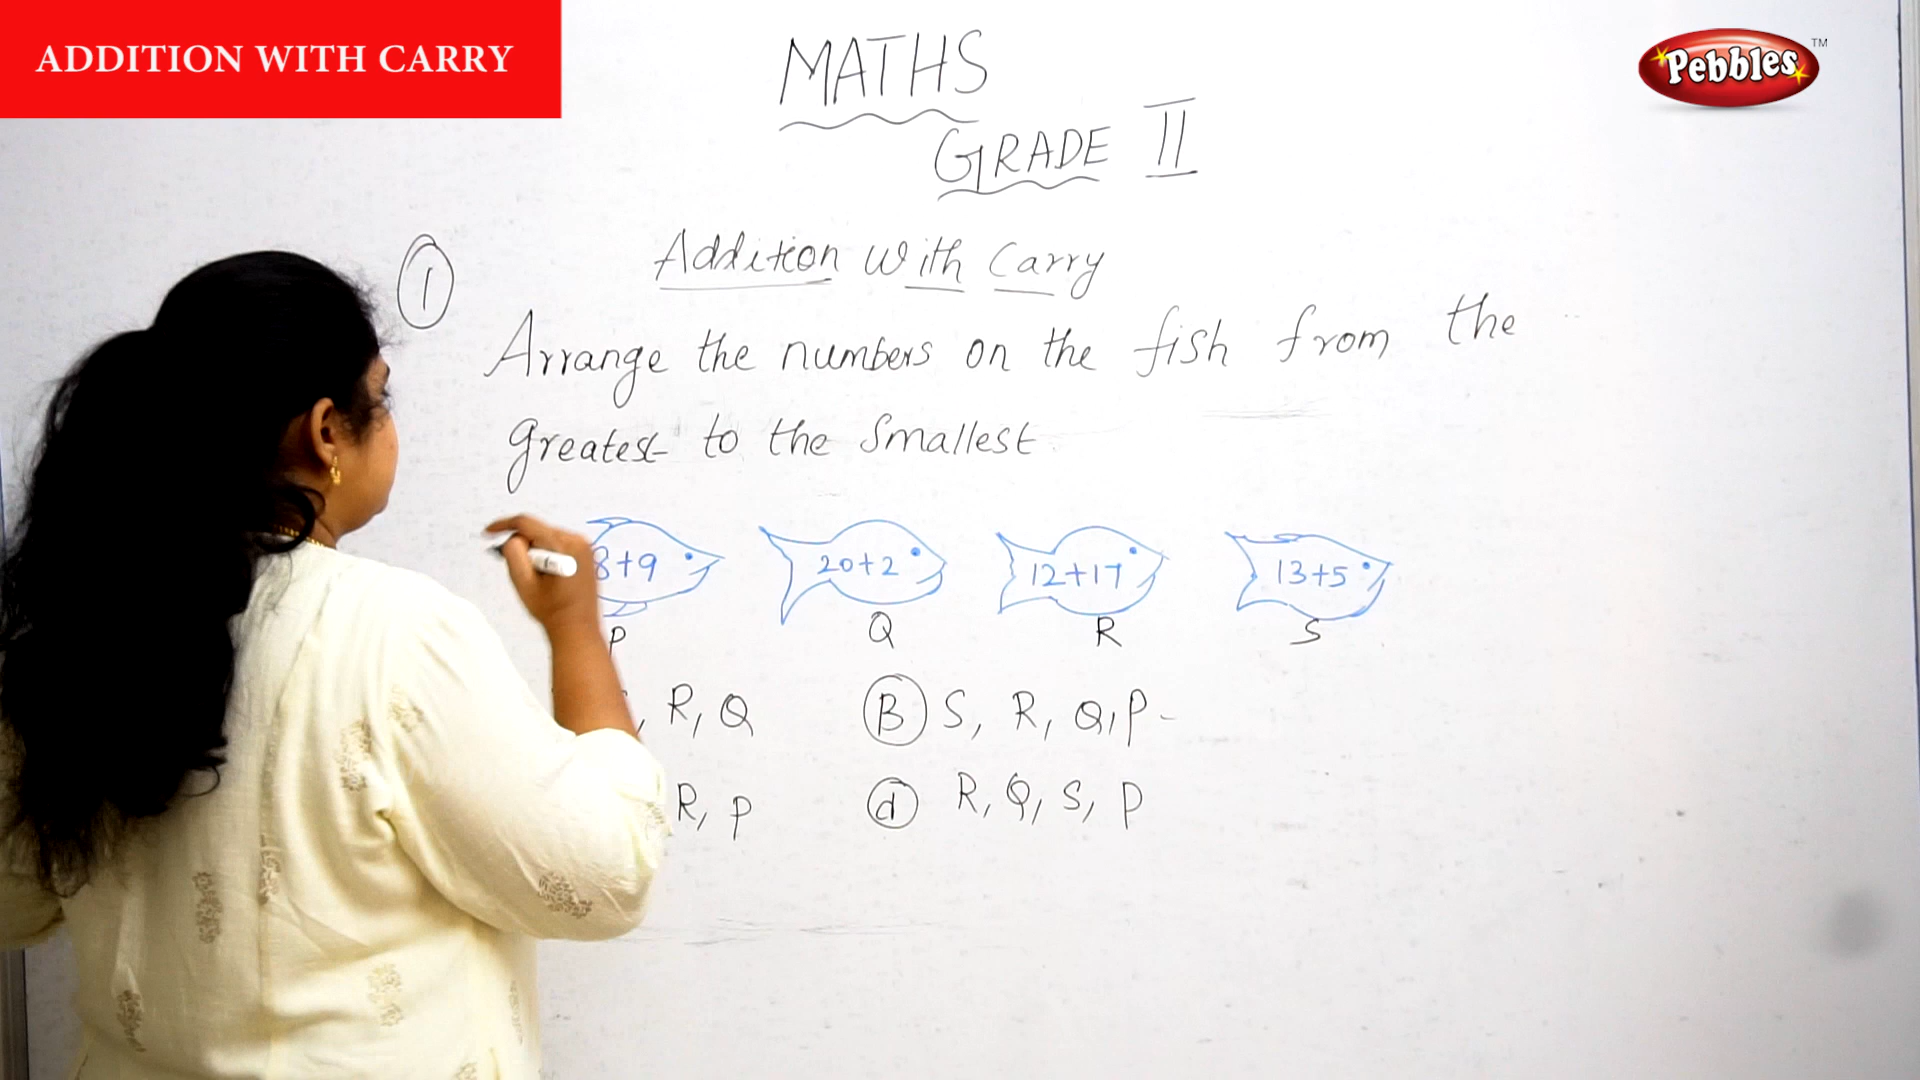 ADDITION WITH CARRY
Pebbles TM
MATHS
GRADE II
Addition With Carry
1
Arrange the numbers on the fish from the
greatest to the Smallest
8+9 20+2 12+17 13+5
P Q R S
, R, Q B S, R, Q, P
R, P d R, Q, S, P